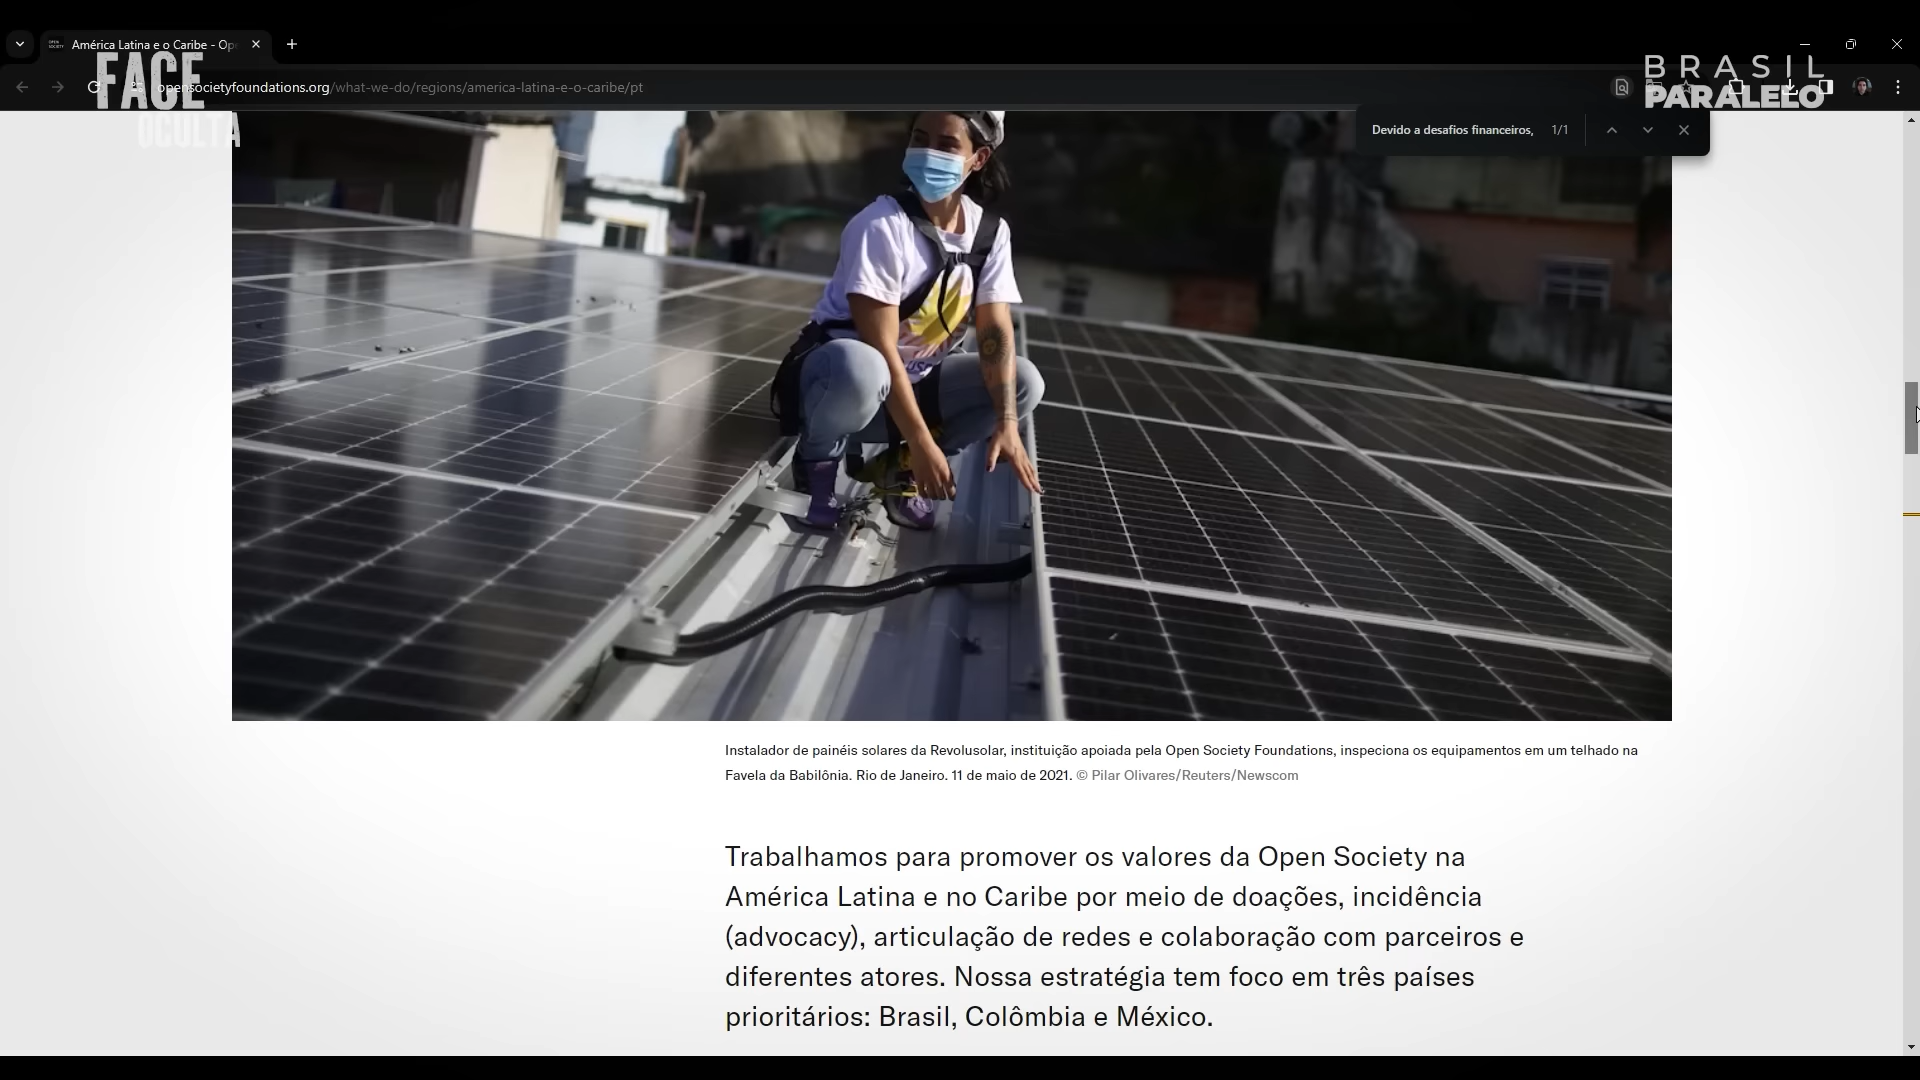 América Latina e o Caribe - Op
FACE
OCULTA
BRASIL
PARALELO
opensocietyfoundations.org/what-we-do/regions/america-latina-e-o-caribe/pt
Devido a desafios financeiros, 1/1
Instalador de painéis solares da Revolusolar, instituição apoiada pela Open Society Foundations, inspeciona os equipamentos em um telhado na
Favela da Babilônia. Rio de Janeiro. 11 de maio de 2021. © Pilar Olivares/Reuters/Newscom
Trabalhamos para promover os valores da Open Society na
América Latina e no Caribe por meio de doações, incidência
(advocacy), articulação de redes e colaboração com parceiros e
diferentes atores. Nossa estratégia tem foco em três países
prioritários: Brasil, Colômbia e México.